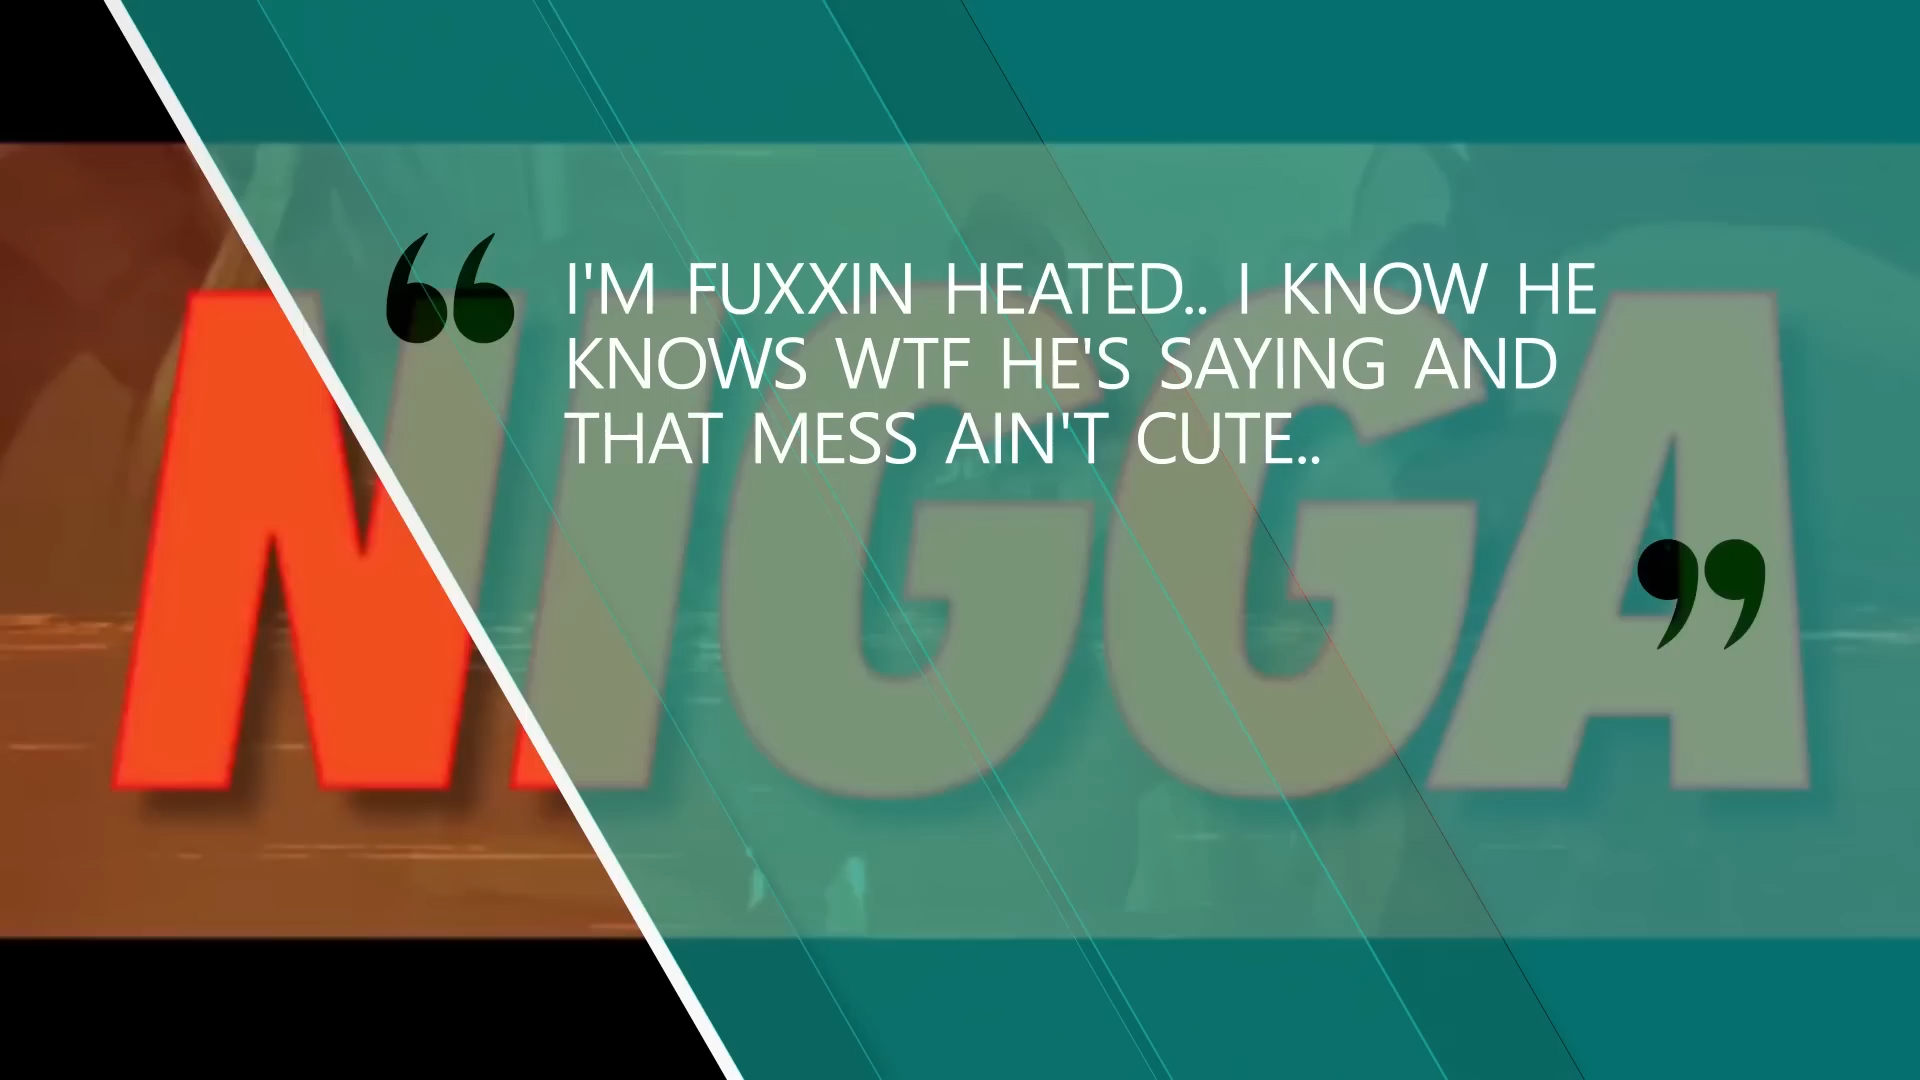 I'M FUXXIN HEATED.. I KNOW HE
KNOWS WTF HE'S SAYING AND
THAT MESS AIN'T CUTE..
NIGGA